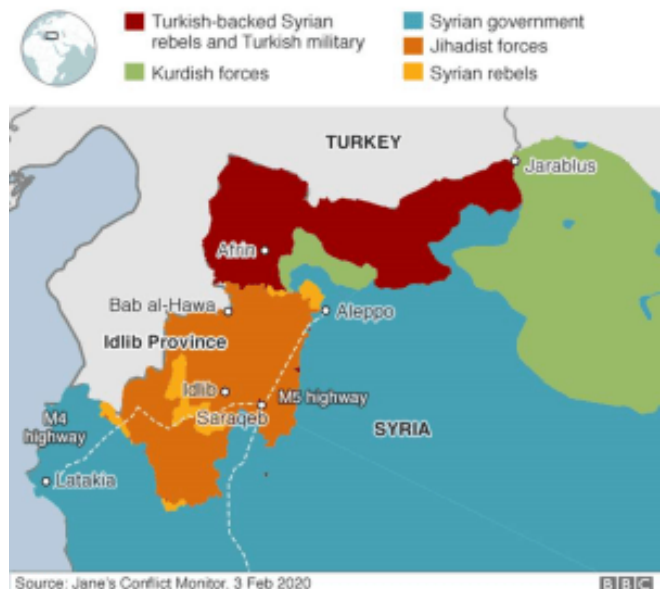 Turkish-backed Syrian
rebels and Turkish military
Kurdish forces
Syrian government
Jihadist forces
Syrian rebels
TURKEY
Jarablus
Afrin
Bab al-Hawa
Aleppo
Idlib Province
Idlib
M5 highway
Saraqeb
M4
highway
SYRIA
Latakia
Source: Jane's Conflict Monitor, 3 Feb 2020
BBC